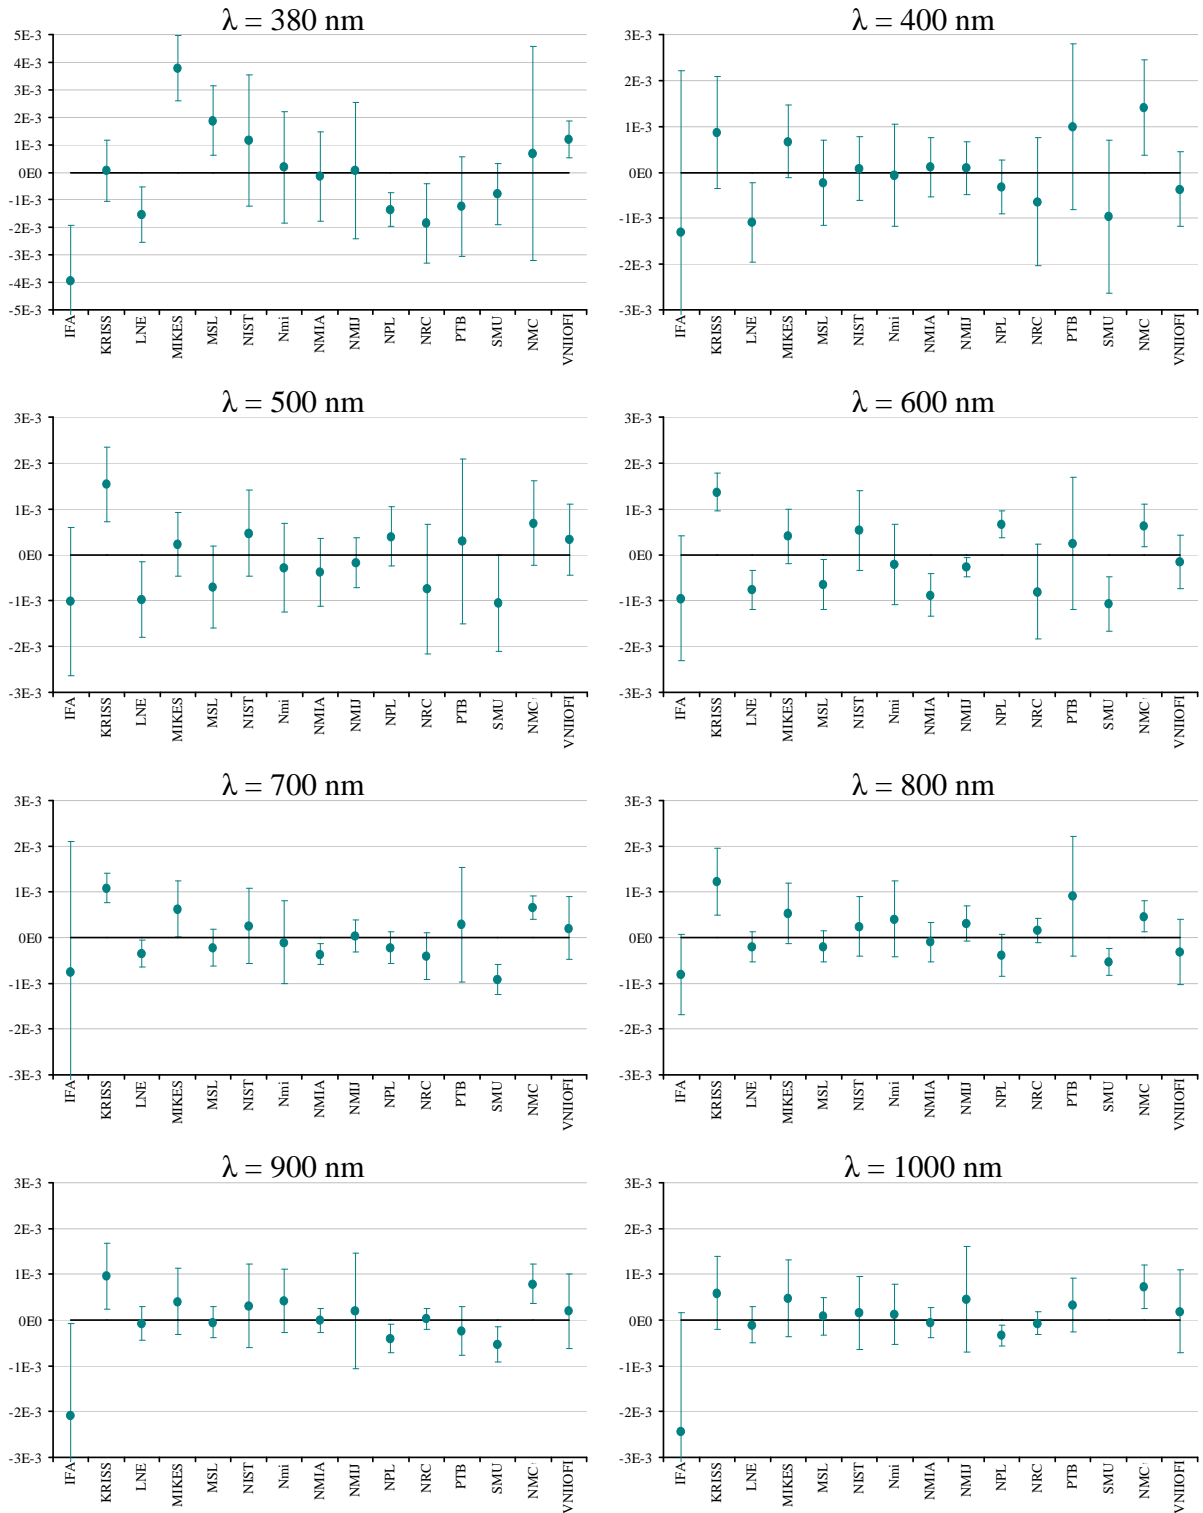 λ = 380 nm
5E-3
4E-3
3E-3
2E-3
1E-3
0E0
-1E-3
-2E-3
-3E-3
-4E-3
-5E-3
IFA KRISS LNE MIKES MSL NIST Nmi NMIA NMIJ NPL NRC PTB SMU NMC VNIIOFI
λ = 400 nm
3E-3
2E-3
1E-3
0E0
-1E-3
-2E-3
-3E-3
IFA KRISS LNE MIKES MSL NIST Nmi NMIA NMIJ NPL NRC PTB SMU NMC VNIIOFI
λ = 500 nm
3E-3
2E-3
1E-3
0E0
-1E-3
-2E-3
-3E-3
IFA KRISS LNE MIKES MSL NIST Nmi NMIA NMIJ NPL NRC PTB SMU NMC VNIIOFI
λ = 600 nm
3E-3
2E-3
1E-3
0E0
-1E-3
-2E-3
-3E-3
IFA KRISS LNE MIKES MSL NIST Nmi NMIA NMIJ NPL NRC PTB SMU NMC VNIIOFI
λ = 700 nm
3E-3
2E-3
1E-3
0E0
-1E-3
-2E-3
-3E-3
IFA KRISS LNE MIKES MSL NIST Nmi NMIA NMIJ NPL NRC PTB SMU NMC VNIIOFI
λ = 800 nm
3E-3
2E-3
1E-3
0E0
-1E-3
-2E-3
-3E-3
IFA KRISS LNE MIKES MSL NIST Nmi NMIA NMIJ NPL NRC PTB SMU NMC VNIIOFI
λ = 900 nm
3E-3
2E-3
1E-3
0E0
-1E-3
-2E-3
-3E-3
IFA KRISS LNE MIKES MSL NIST Nmi NMIA NMIJ NPL NRC PTB SMU NMC VNIIOFI
λ = 1000 nm
3E-3
2E-3
1E-3
0E0
-1E-3
-2E-3
-3E-3
IFA KRISS LNE MIKES MSL NIST Nmi NMIA NMIJ NPL NRC PTB SMU NMC VNIIOFI